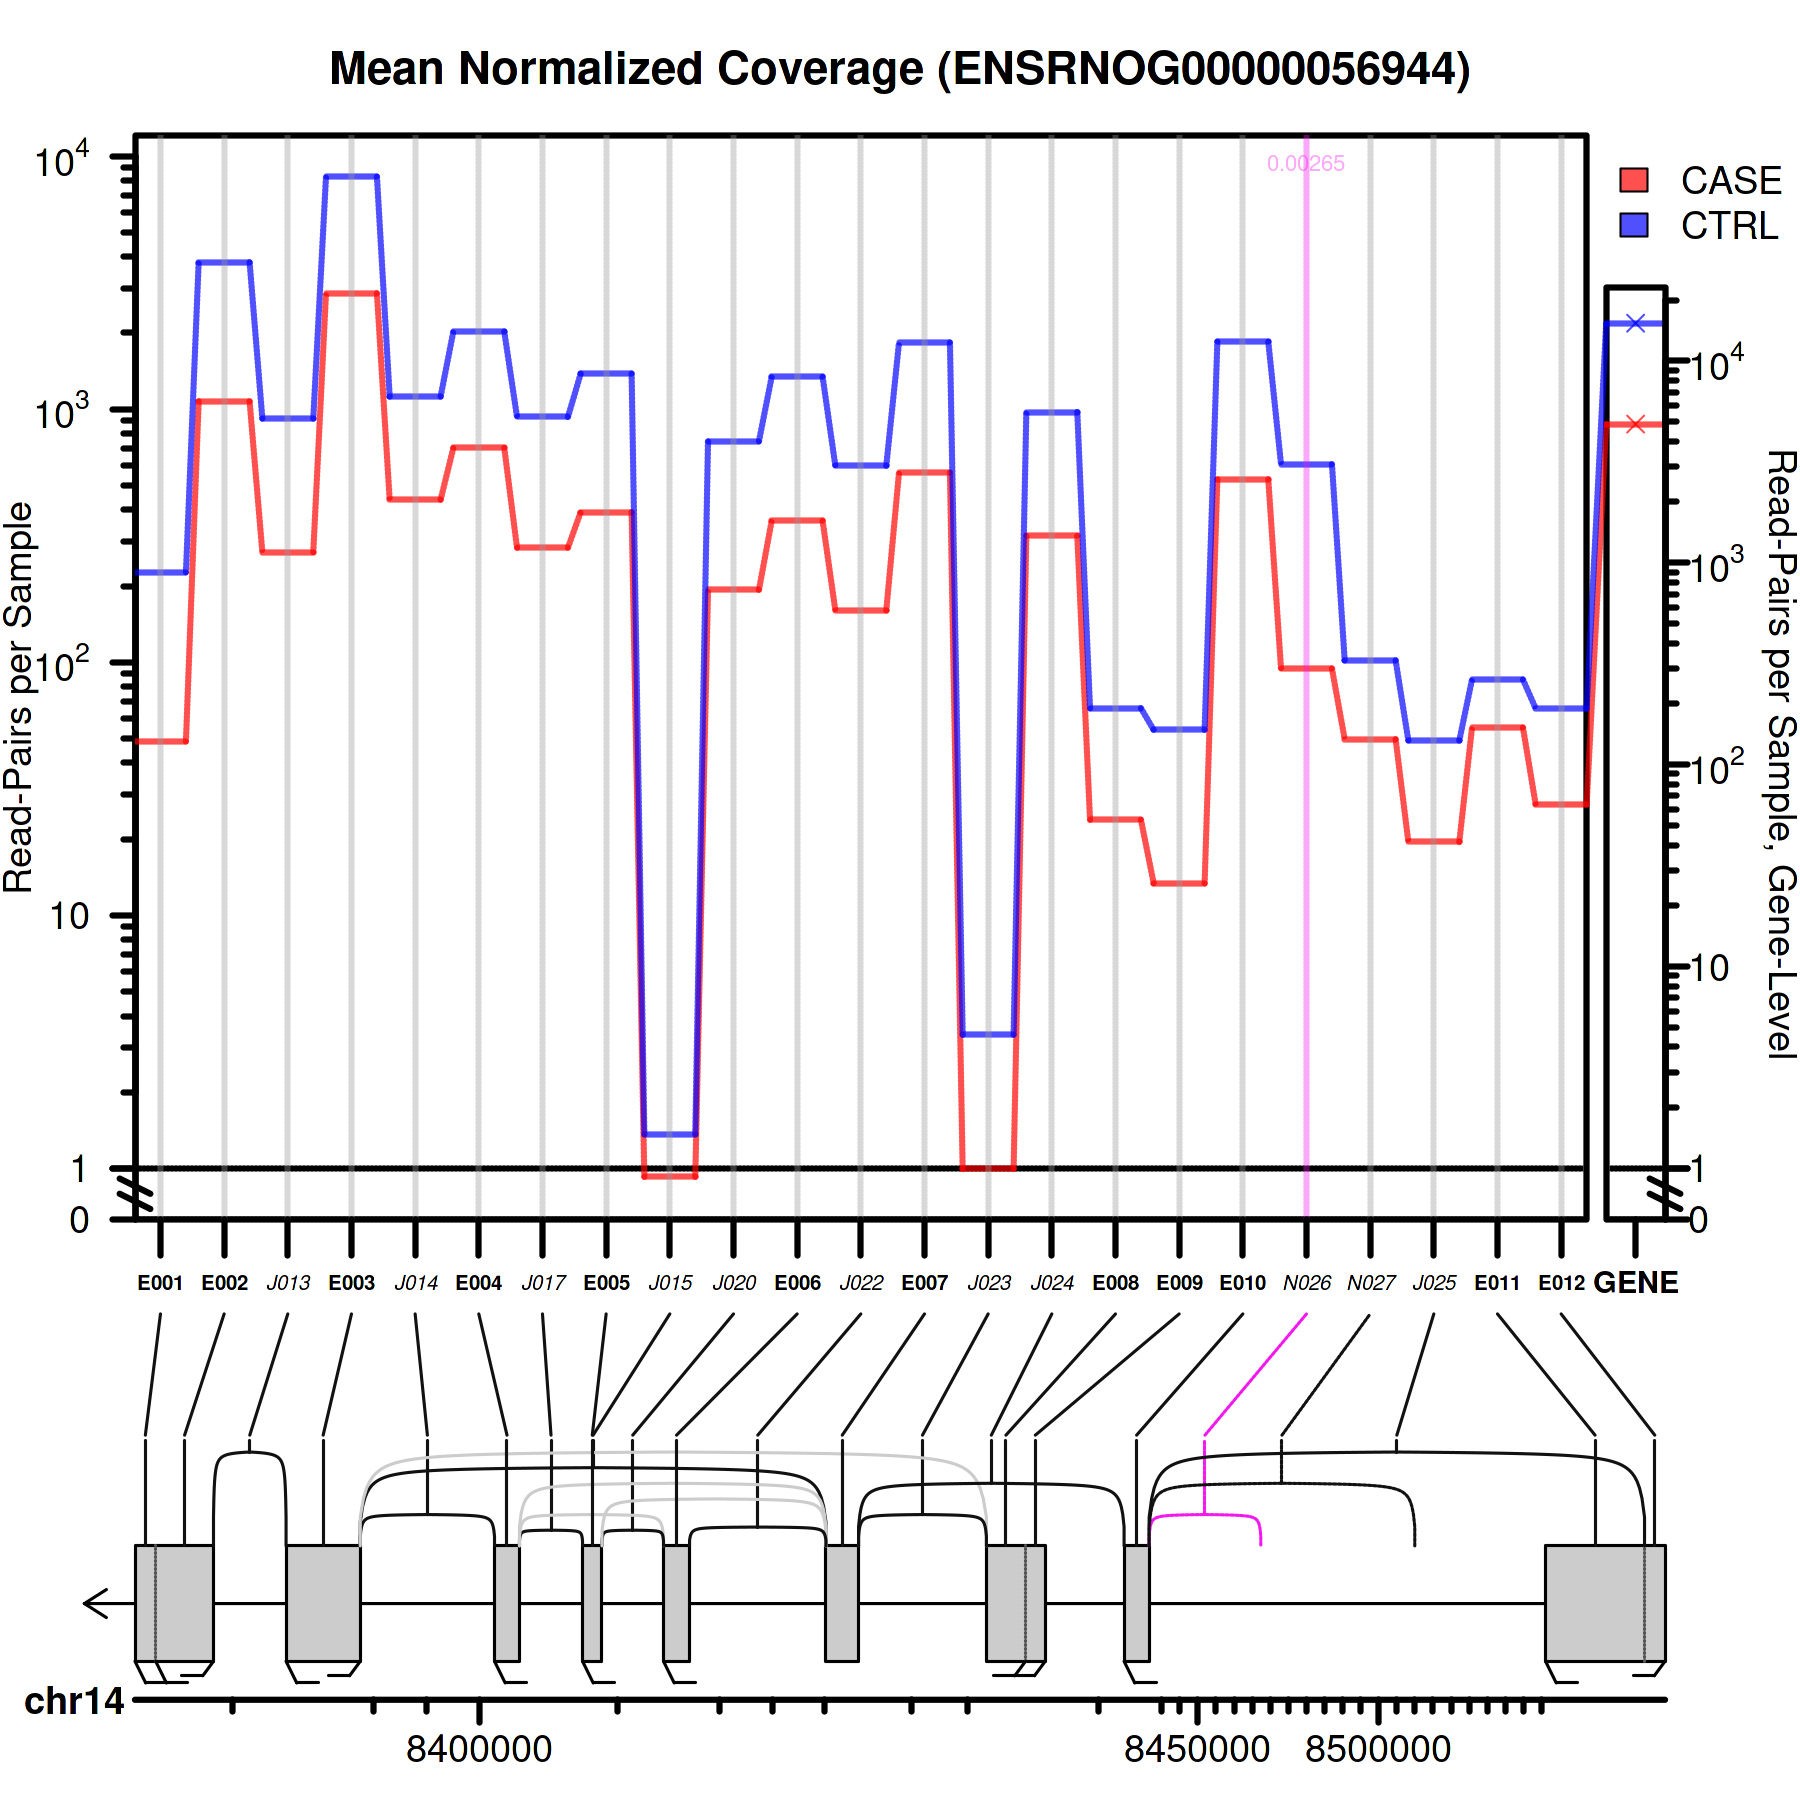 Mean Normalized Coverage (ENSRNOG00000056944)
10^4
10^3
10^2
10
1
0
Read-Pairs per Sample
0.00265
CASE
CTRL
10^4
10^3
10^2
10
1
0
Read-Pairs per Sample, Gene-Level
E001 E002 J013 E003 J014 E004 J017 E005 J015 J020 E006 J022 E007 J023 J024 E008 E009 E010 N026 N027 J025 E011 E012 GENE
chr14
8400000 8450000 8500000